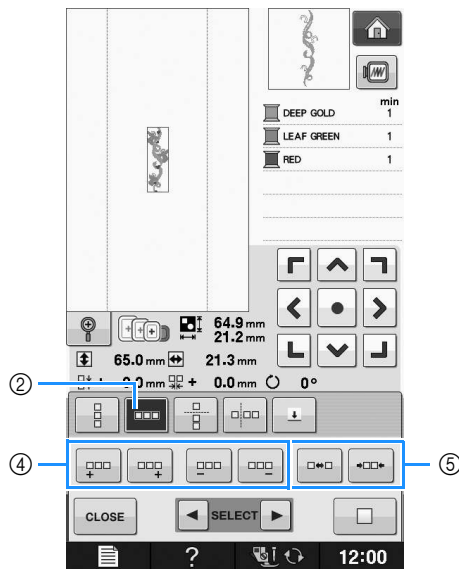 min
DEEP GOLD 1
LEAF GREEN 1
RED 1
64.9 mm
21.2 mm
65.0 mm 21.3 mm
+ 0.0 mm + 0.0 mm 0°
②
④
⑤
CLOSE SELECT
? 12:00